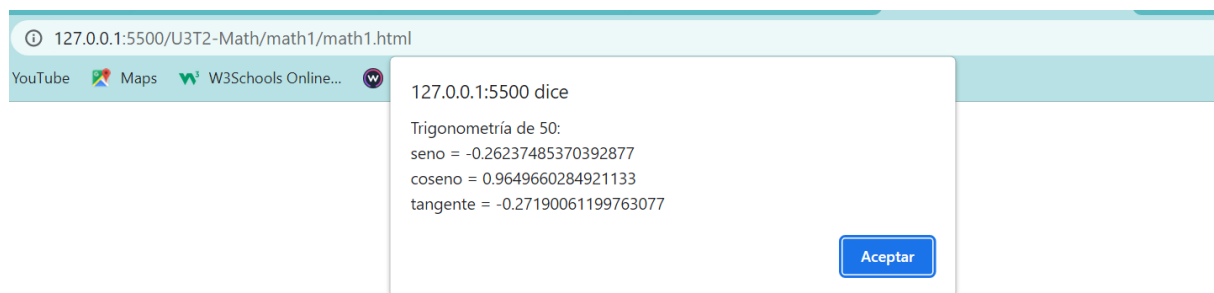 127.0.0.1:5500/U3T2-Math/math1/math1.html
YouTube Maps W3Schools Online...
127.0.0.1:5500 dice
Trigonometría de 50:
seno = -0.26237485370392877
coseno = 0.9649660284921133
tangente = -0.27190061199763077
Aceptar